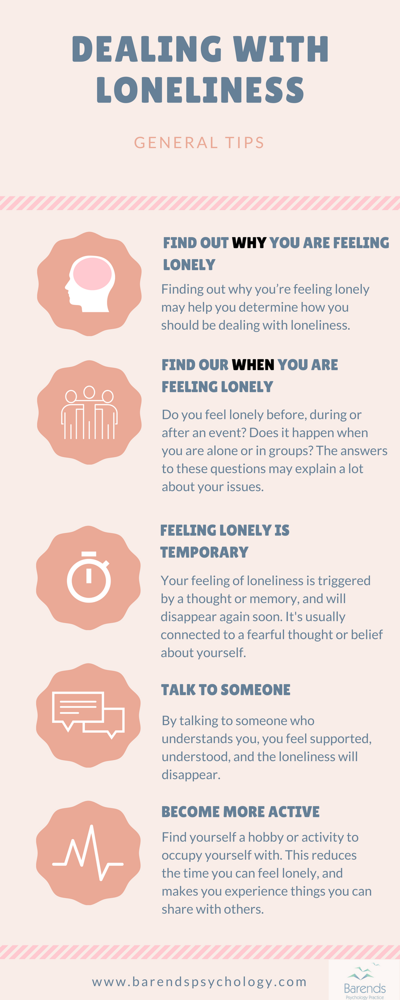 DEALING WITH
LONELINESS
GENERAL TIPS
FIND OUT WHY YOU ARE FEELING
LONELY
Finding out why you’re feeling lonely
may help you determine how you
should be dealing with loneliness.
FIND OUR WHEN YOU ARE
FEELING LONELY
Do you feel lonely before, during or
after an event? Does it happen when
you are alone or in groups? The answers
to these questions may explain a lot
about your issues.
FEELING LONELY IS
TEMPORARY
Your feeling of loneliness is triggered
by a thought or memory, and will
disappear again soon. It's usually
connected to a fearful thought or belief
about yourself.
TALK TO SOMEONE
By talking to someone who
understands you, you feel supported,
understood, and the loneliness will
disappear.
BECOME MORE ACTIVE
Find yourself a hobby or activity to
occupy yourself with. This reduces
the time you can feel lonely, and
makes you experience things you can
share with others.
www.barendspsychology.com
Barends
Psychology Practice